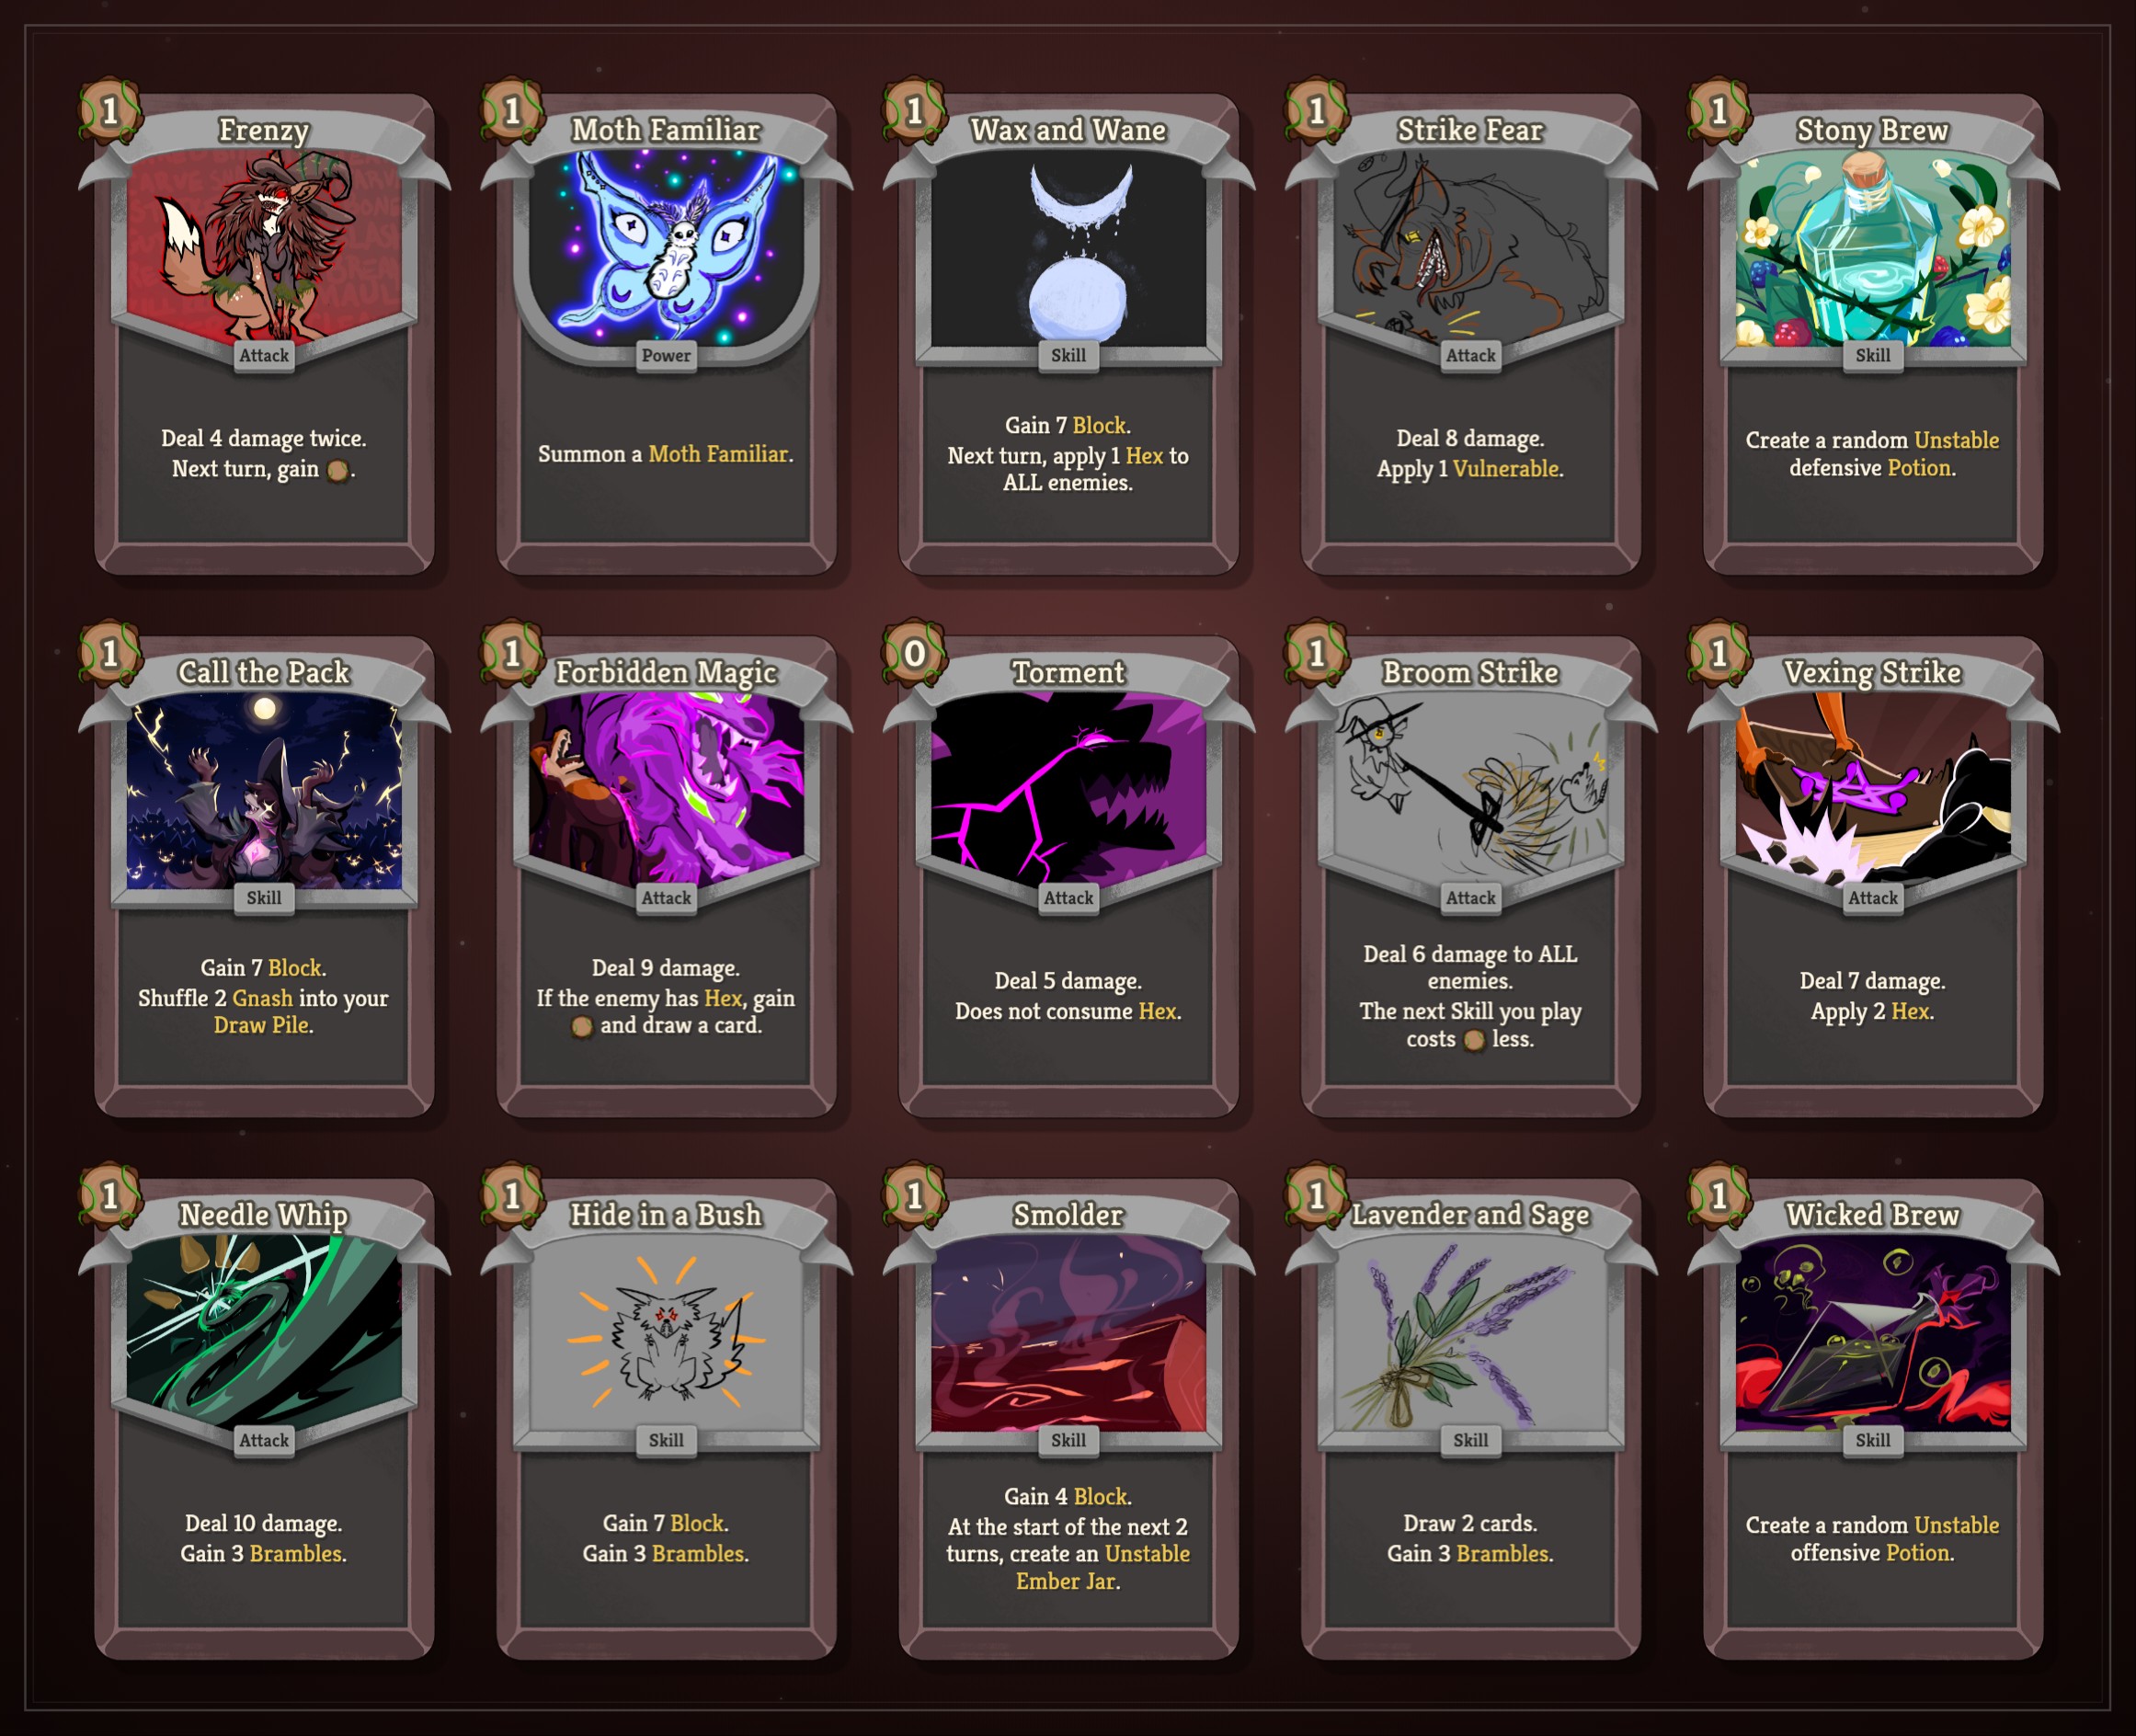 1
Frenzy
Attack
Deal 4 damage twice.
Next turn, gain .
1
Moth Familiar
Power
Summon a Moth Familiar.
1
Wax and Wane
Skill
Gain 7 Block.
Next turn, apply 1 Hex to
ALL enemies.
1
Strike Fear
Attack
Deal 8 damage.
Apply 1 Vulnerable.
1
Stony Brew
Skill
Create a random Unstable
defensive Potion.
1
Call the Pack
Skill
Gain 7 Block.
Shuffle 2 Gnash into your
Draw Pile.
1
Forbidden Magic
Attack
Deal 9 damage.
If the enemy has Hex, gain
and draw a card.
0
Torment
Attack
Deal 5 damage.
Does not consume Hex.
1
Broom Strike
Attack
Deal 6 damage to ALL
enemies.
The next Skill you play
costs less.
1
Vexing Strike
Attack
Deal 7 damage.
Apply 2 Hex.
1
Needle Whip
Attack
Deal 10 damage.
Gain 3 Brambles.
1
Hide in a Bush
Skill
Gain 7 Block.
Gain 3 Brambles.
1
Smolder
Skill
Gain 4 Block.
At the start of the next 2
turns, create an Unstable
Ember Jar.
1
Lavender and Sage
Skill
Draw 2 cards.
Gain 3 Brambles.
1
Wicked Brew
Skill
Create a random Unstable
offensive Potion.